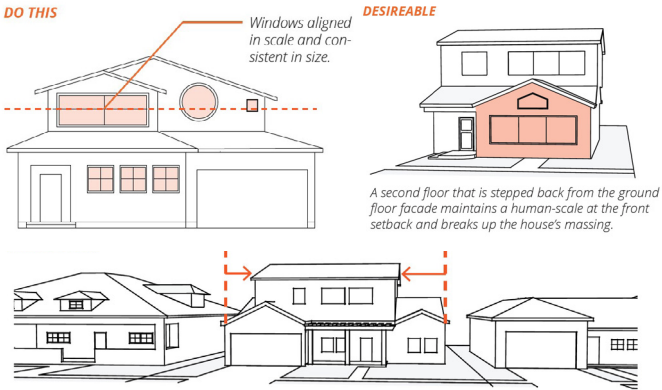 DO THIS
Windows aligned
in scale and con-
sistent in size.
DESIREABLE
A second floor that is stepped back from the ground
floor facade maintains a human-scale at the front
setback and breaks up the house's massing.